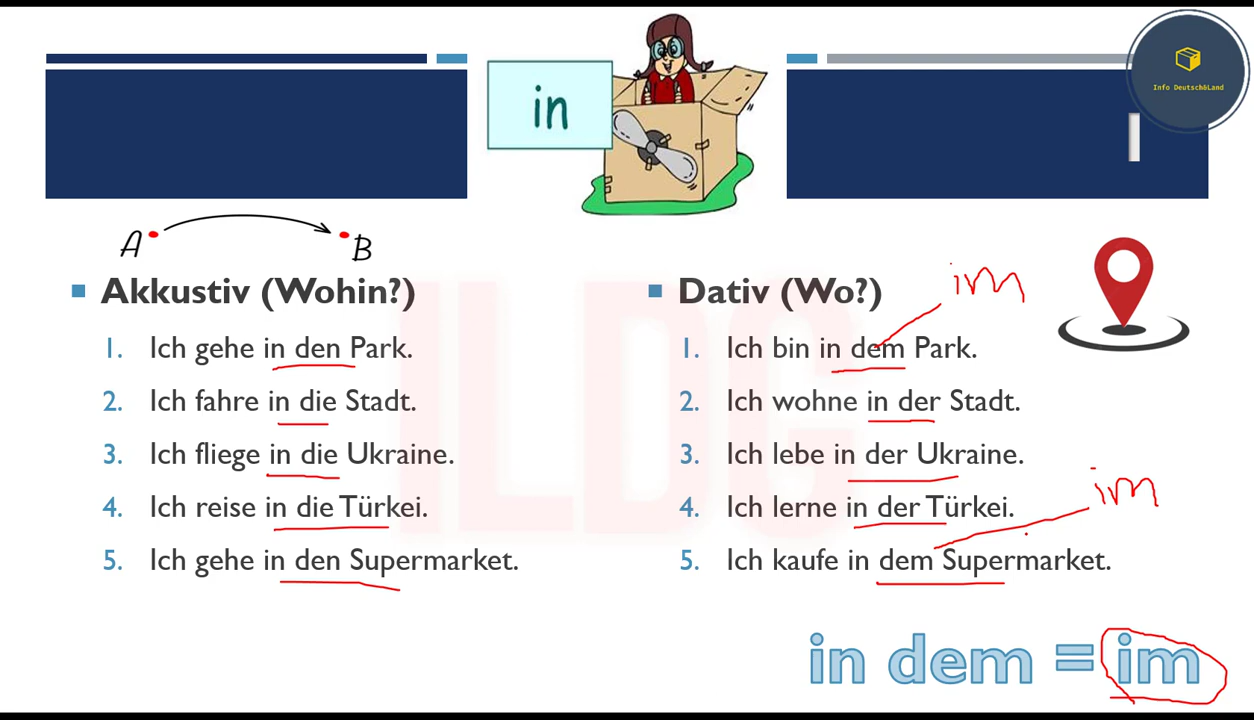 in
Info Deutsch&Land
A B
Akkustiv (Wohin?)
1. Ich gehe in den Park.
2. Ich fahre in die Stadt.
3. Ich fliege in die Ukraine.
4. Ich reise in die Türkei.
5. Ich gehe in den Supermarket.
Dativ (Wo?)
im
1. Ich bin in dem Park.
2. Ich wohne in der Stadt.
3. Ich lebe in der Ukraine.
4. Ich lerne in der Türkei.
im
5. Ich kaufe in dem Supermarket.
in dem = im
ILDC